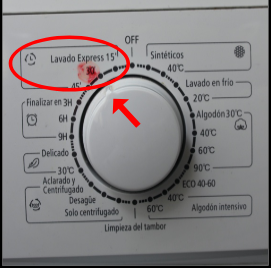 OFF
Lavado Express 15'
30'
45'
Finalizar en 3H
6H
9H
Delicado
30°C
Aclarado y
Centrifugado
Desagüe
Solo centrifugado
Limpieza del tambor
Sintéticos
40°C
Lavado en frío
20°C
Algodón 30°C
40°C
60°C
90°C
ECO 40-60
40°C
60°C
Algodón intensivo